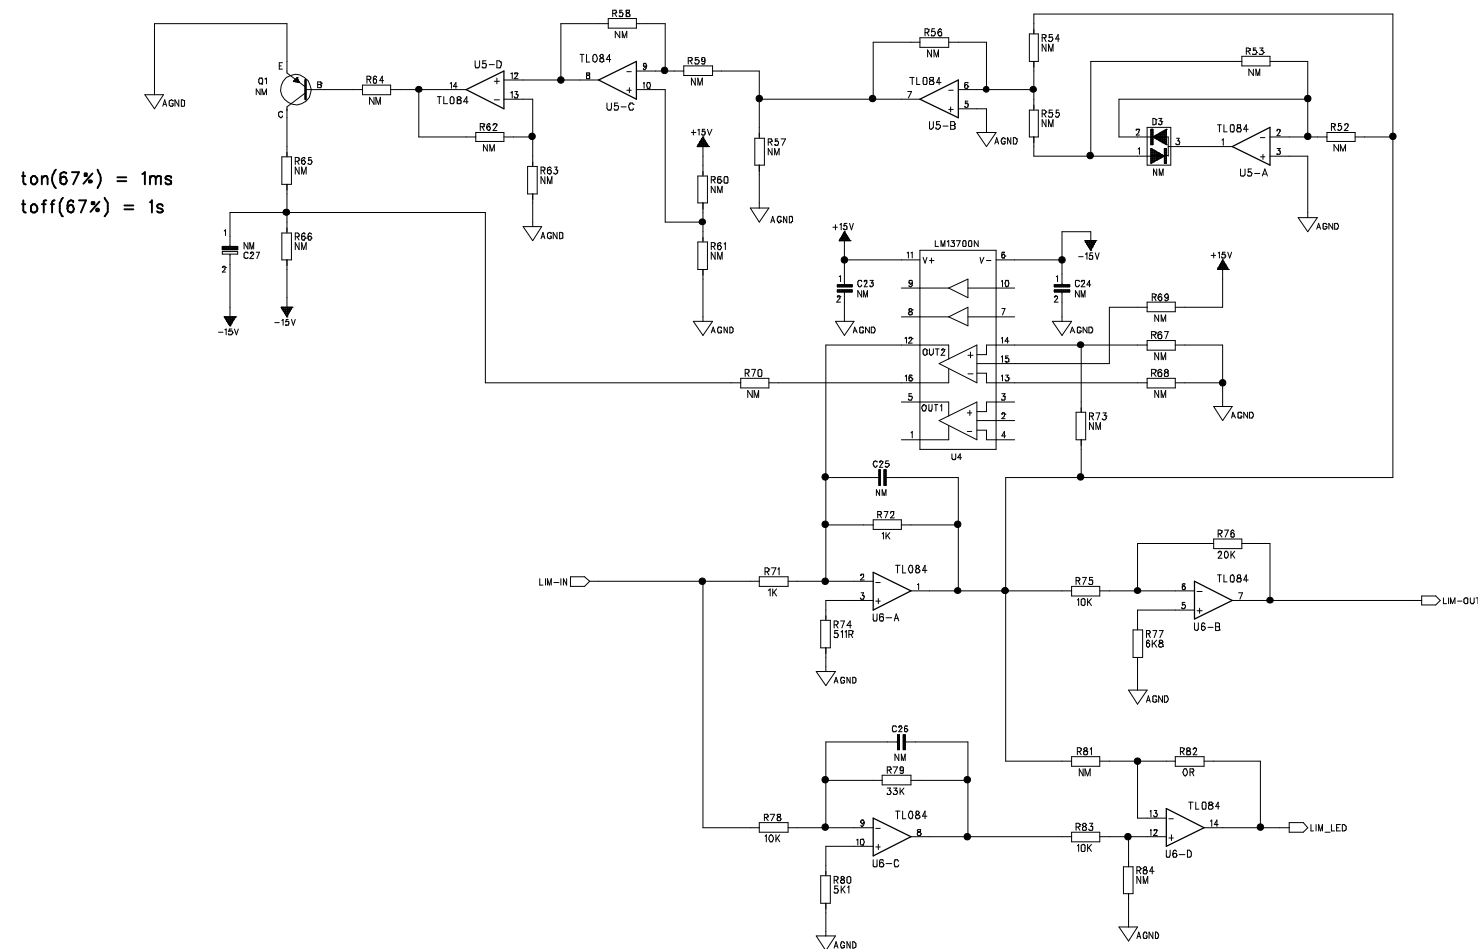 R58
NM
R56
NM
R54
NM
R53
NM
E
Q1
NM
B
C
R64
NM
U5-D
14
12
13
TL084
+
-
TL084
8
9
10
-
+
U5-C
R59
NM
TL084
7
6
5
-
+
U5-B
AGND
R55
NM
D3
2
1
3
NM
TL084
1
2
3
-
+
U5-A
R52
NM
AGND
R62
NM
+15V
R57
NM
R65
NM
R63
NM
R60
NM
ton(67%) = 1ms
toff(67%) = 1s
AGND
AGND
AGND
1
NM
C27
2
R66
NM
R61
NM
-15V
-15V
AGND
+15V
LM13700N
11
V+
V-
6
-15V
+15V
1
C23
2
NM
9
10
1
C24
2
NM
8
7
AGND
AGND
R69
NM
12
OUT2
+
-
14
15
R67
NM
16
13
R68
NM
R70
NM
5
OUT1
+
-
3
2
1
4
U4
AGND
R73
NM
C25
NM
R72
1K
LIM-IN
R71
1K
TL084
2
3
-
+
1
U6-A
R74
511R
AGND
R76
20K
R75
10K
TL084
6
5
-
+
7
U6-B
LIM-OUT
R77
6K8
AGND
C26
NM
R79
33K
R81
NM
R82
0R
R78
10K
TL084
9
10
-
+
8
U6-C
R83
10K
TL084
13
12
-
+
14
U6-D
LIM_LED
R80
5K1
R84
NM
AGND
AGND